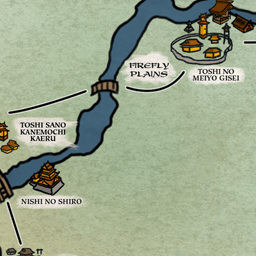 FIREFLY
PLAINS
TOSHI NO
MEIYO GISEI
TOSHI SANO
KANEMOCHI
KAERU
NISHI NO SHIRO